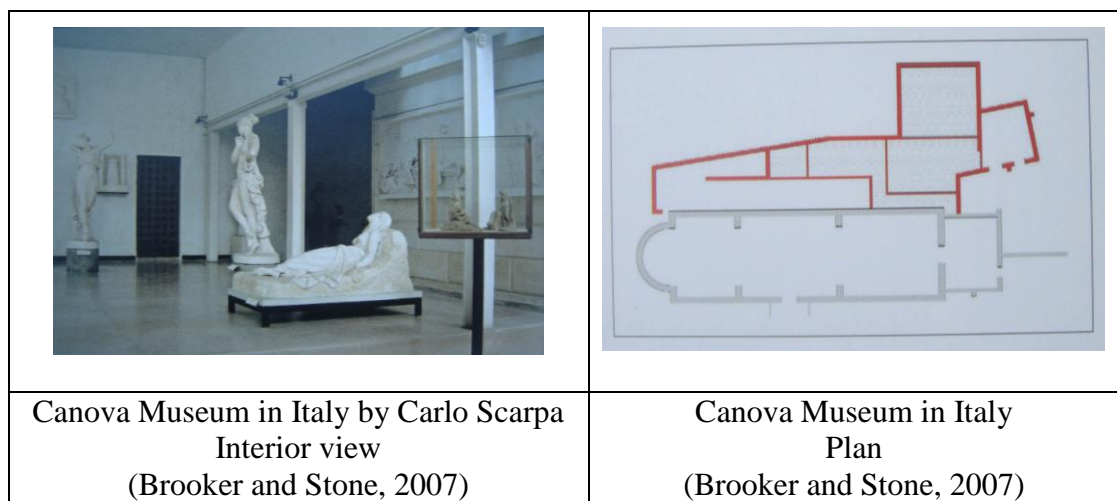 Canova Museum in Italy by Carlo Scarpa
Interior view
(Brooker and Stone, 2007)
Canova Museum in Italy
Plan
(Brooker and Stone, 2007)